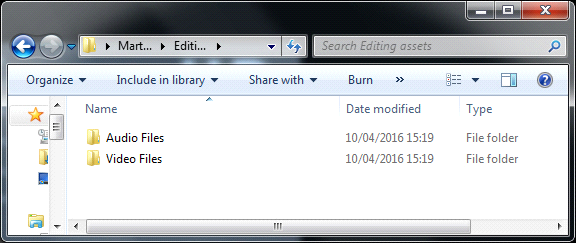 Mart... Editi... Search Editing assets
Organize Include in library Share with Burn »
Name Date modified Type
Audio Files 10/04/2016 15:19 File folder
Video Files 10/04/2016 15:19 File folder